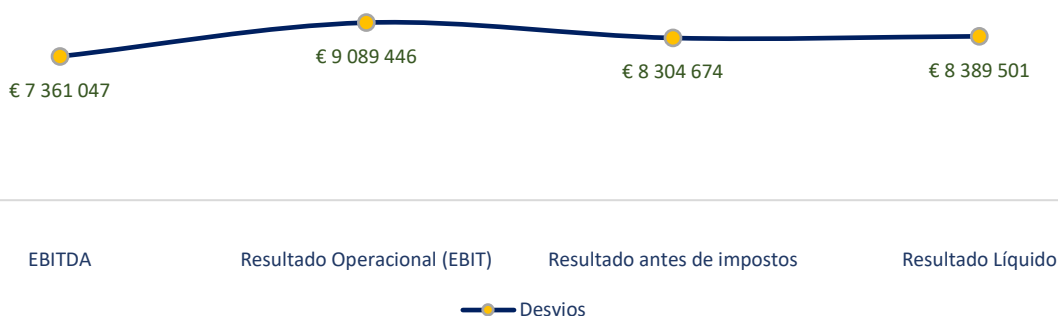 € 7 361 047
€ 9 089 446
€ 8 304 674
€ 8 389 501
EBITDA
Resultado Operacional (EBIT)
Resultado antes de impostos
Resultado Líquido
Desvios